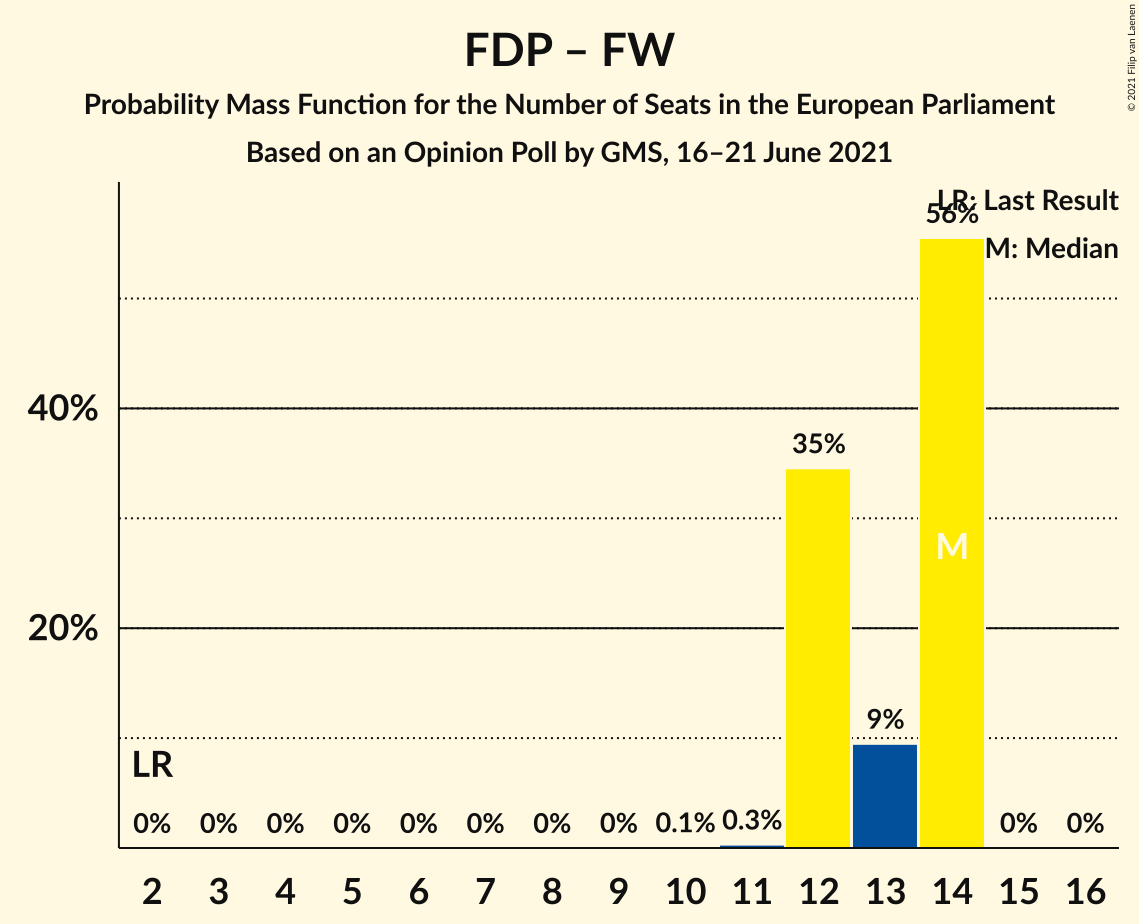 FDP – FW
Probability Mass Function for the Number of Seats in the European Parliament
Based on an Opinion Poll by GMS, 16–21 June 2021
© 2021 Filip van Laenen
LR: Last Result
M: Median
56%
40%
35%
M
20%
9%
LR
0% 0% 0% 0% 0% 0% 0% 0% 0.1% 0.3% 0% 0%
2 3 4 5 6 7 8 9 10 11 12 13 14 15 16